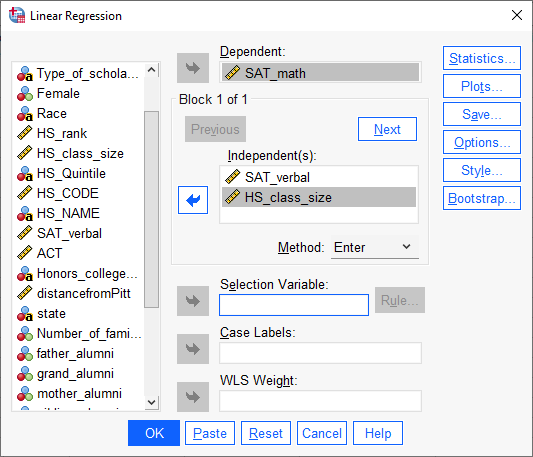 Linear Regression
Type_of_schola...
Female
Race
HS_rank
HS_class_size
HS_Quintile
HS_CODE
HS_NAME
SAT_verbal
ACT
Honors_college...
distancefromPitt
state
Number_of_fami...
father_alumni
grand_alumni
mother_alumni
Dependent:
SAT_math
Block 1 of 1
Previous
Next
Independent(s):
SAT_verbal
HS_class_size
Method: Enter
Selection Variable:
Rule...
Case Labels:
WLS Weight:
Statistics...
Plots...
Save...
Options...
Style...
Bootstrap...
OK Paste Reset Cancel Help